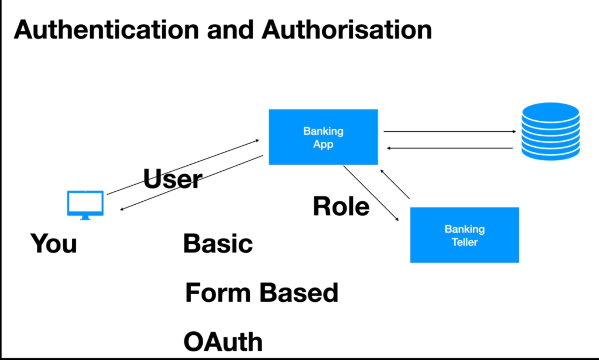 Authentication and Authorisation
Banking
App
User
Role
You
Basic
Banking
Teller
Form Based
OAuth